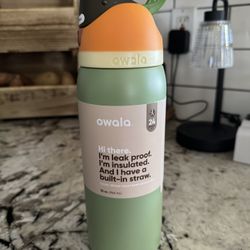 owala
owala
24
Hi there.
I'm leak proof.
I'm insulated.
And I have a
built-in straw.